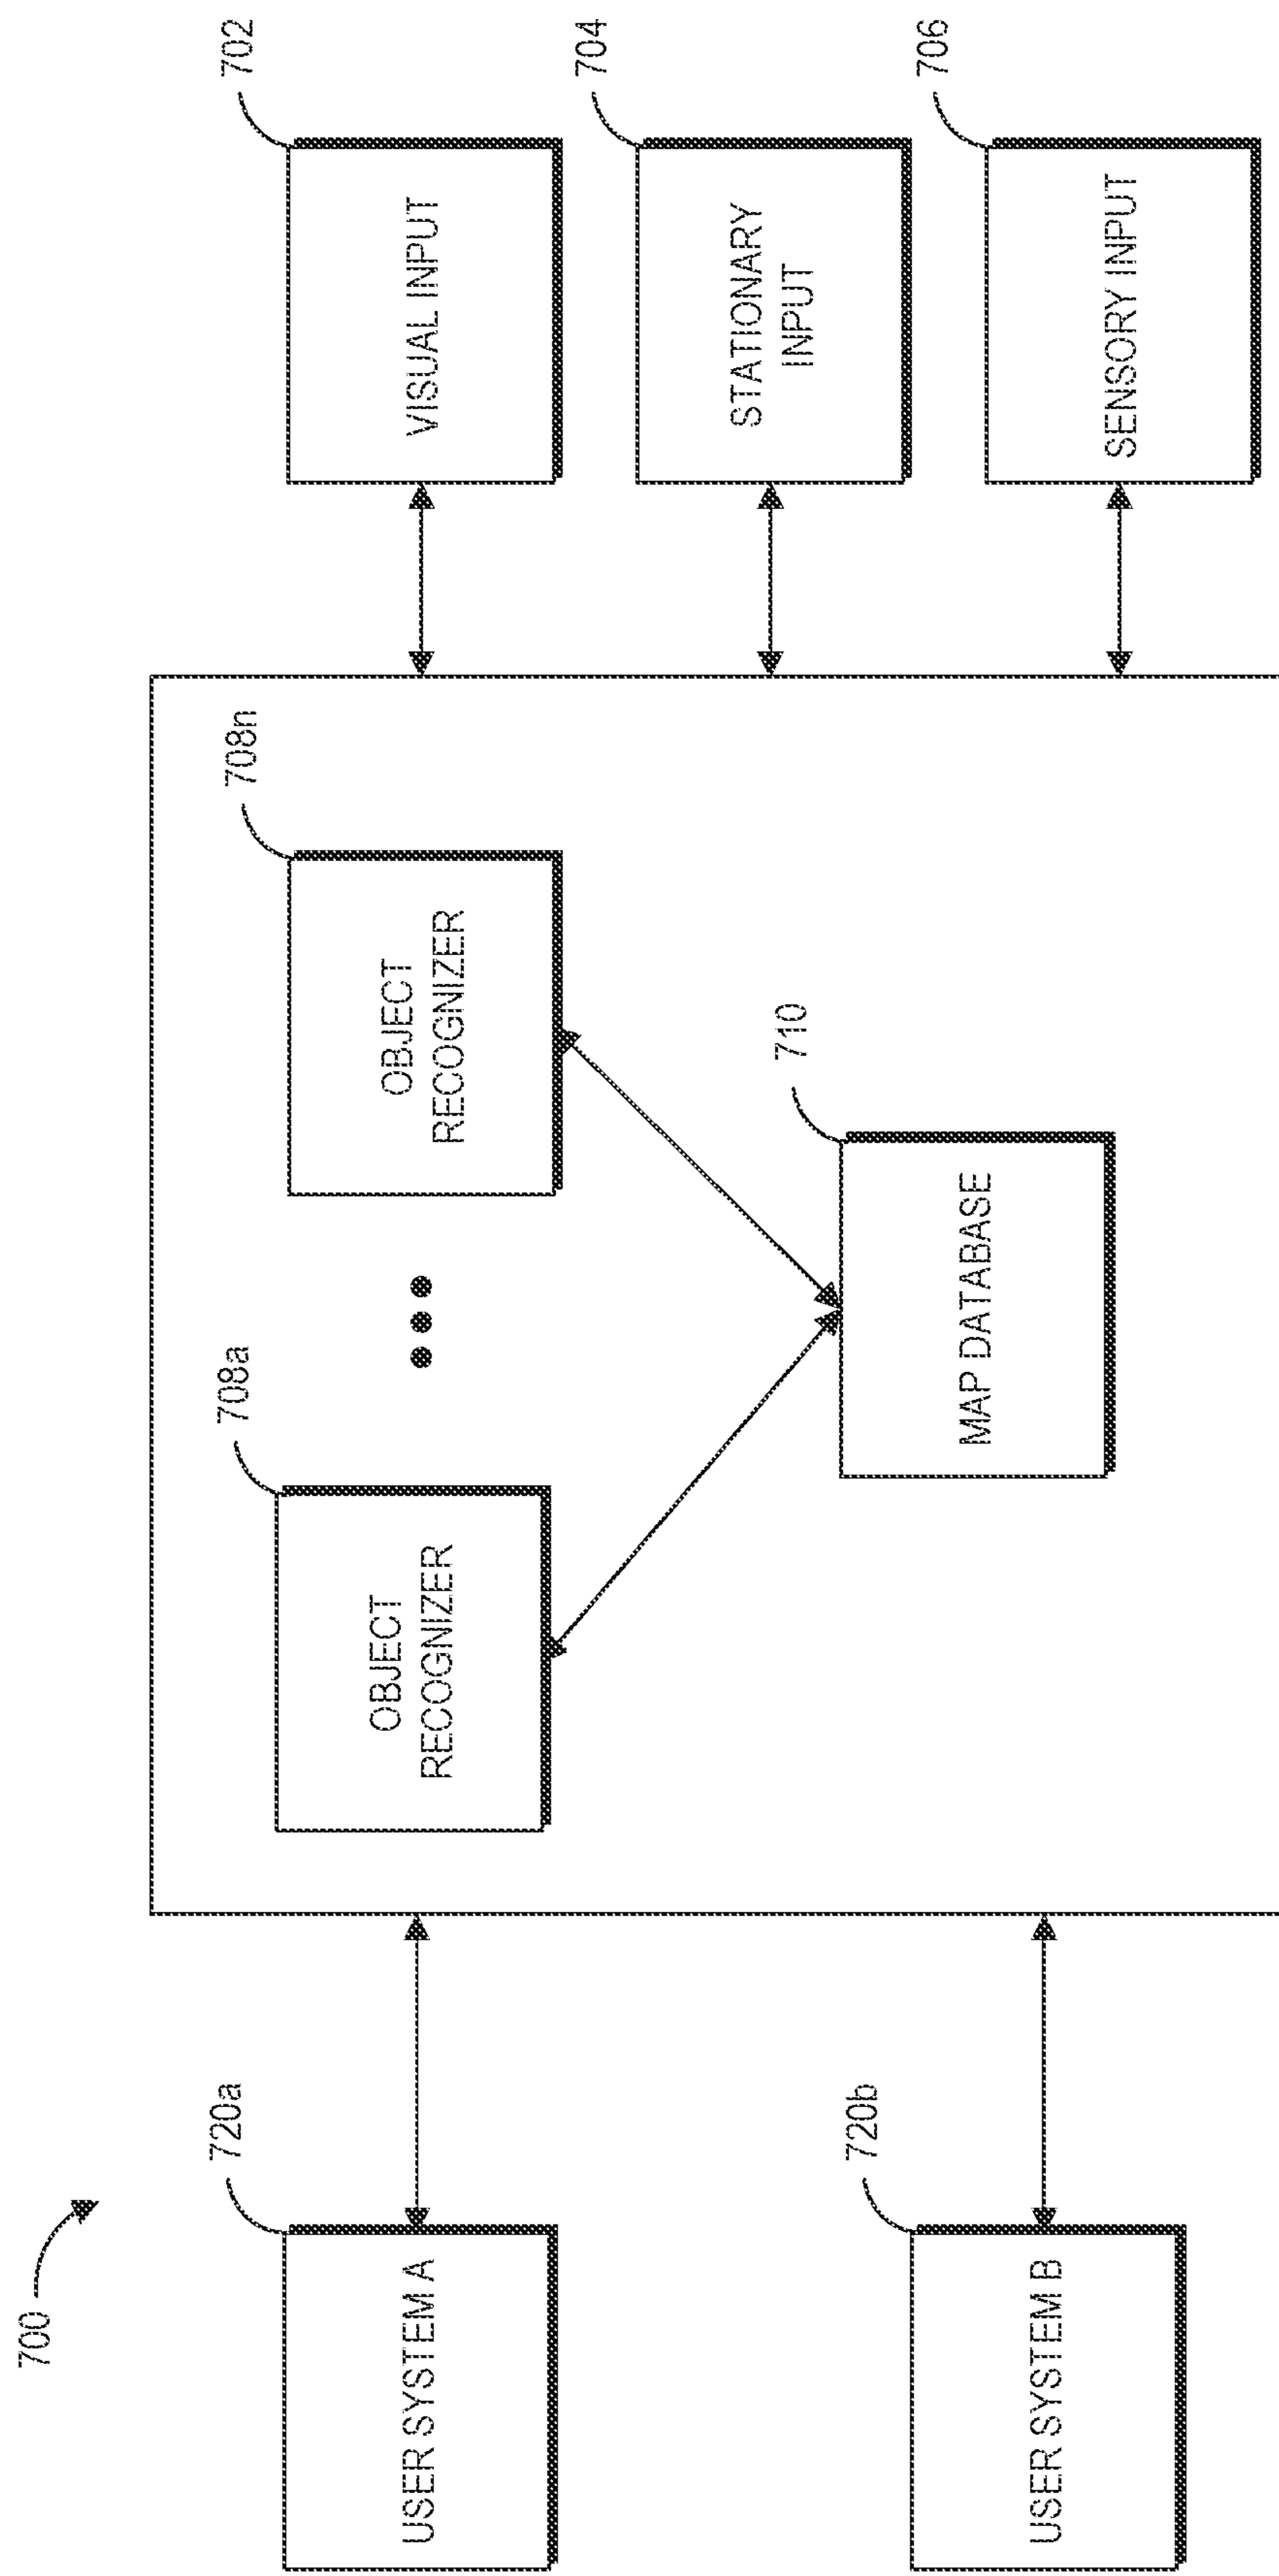 700
720a
USER SYSTEM A
720b
USER SYSTEM B
708a
OBJECT
RECOGNIZER
708n
OBJECT
RECOGNIZER
710
MAP DATABASE
702
VISUAL INPUT
704
STATIONARY
INPUT
706
SENSORY INPUT